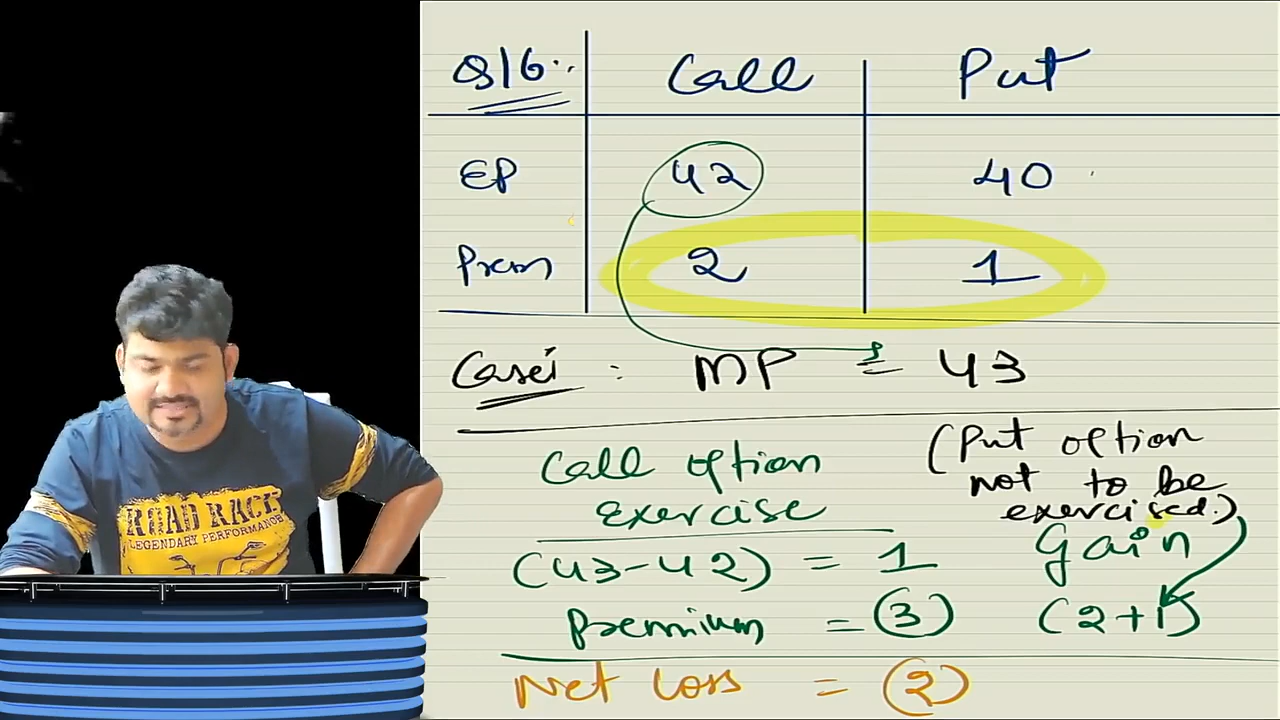 Q16:. Call Put
EP 42 40
Prem 2 1
Case i : MP = 43
Call option exercise
(Put option not to be exercised.)
(43-42) = 1 Gain
Premium = (3) (2+1)
Net Loss = (2)
ROAD RACE
LEGENDARY PERFORMANCE